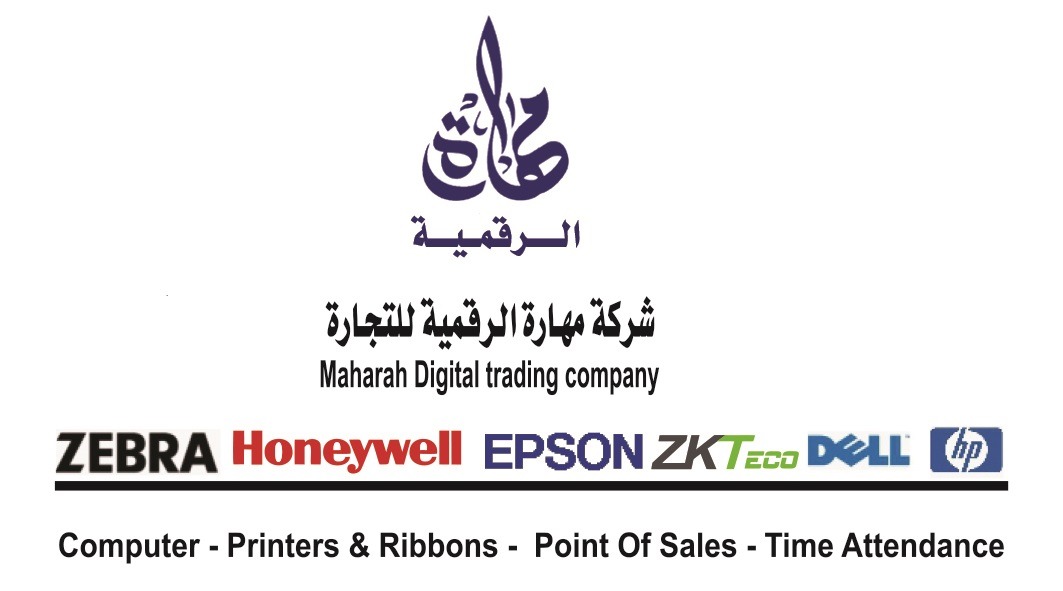 مهارة
الرقمية
شركة مهارة الرقمية للتجارة
Maharah Digital trading company
ZEBRA Honeywell EPSON ZKTECO DELL™ hp
Computer - Printers & Ribbons - Point Of Sales - Time Attendance